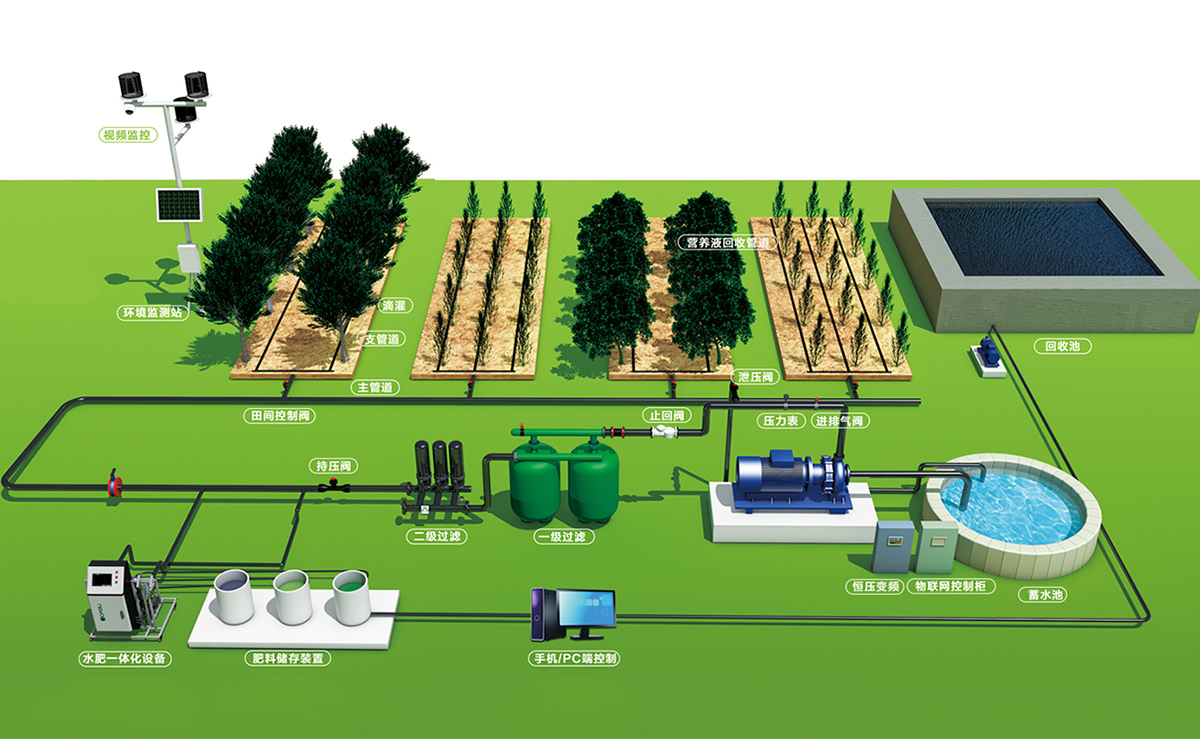 视频监控
营养液回收管道
环境监测站
滴灌
支管道
回收池
泄压阀
主管道
田间控制阀
止回阀
压力表
进排气阀
持压阀
二级过滤
一级过滤
恒压变频
物联网控制柜
蓄水池
水肥一体化设备
肥料储存装置
手机/PC端控制